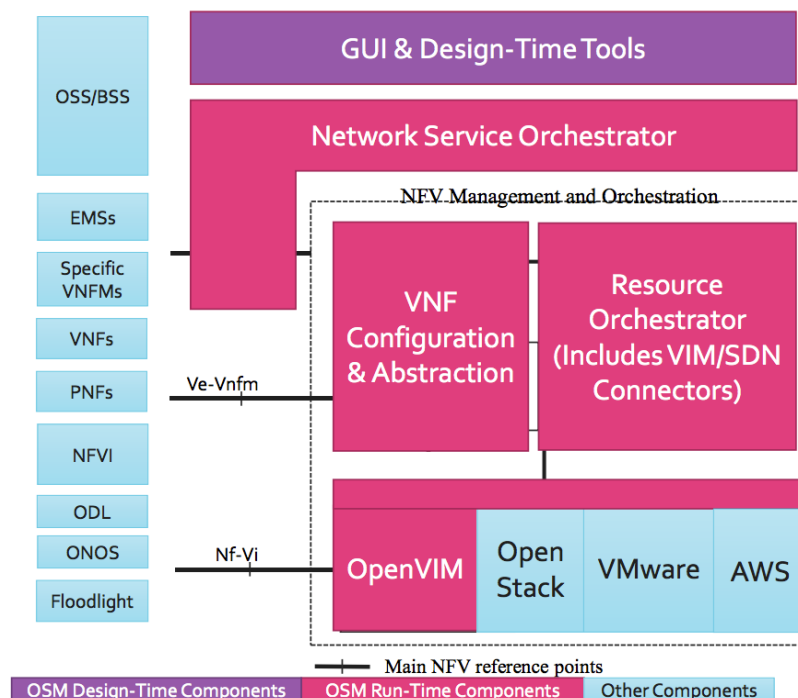 OSS/BSS
EMSs
Specific
VNFMs
VNFs
PNFs
NFVI
ODL
ONOS
Floodlight
GUI & Design-Time Tools
Network Service Orchestrator
NFV Management and Orchestration
VNF
Configuration
& Abstraction
Resource
Orchestrator
(Includes VIM/SDN
Connectors)
Ve-Vnfm
Nf-Vi
OpenVIM
Open
Stack
VMware
AWS
Main NFV reference points
OSM Design-Time Components
OSM Run-Time Components
Other Components